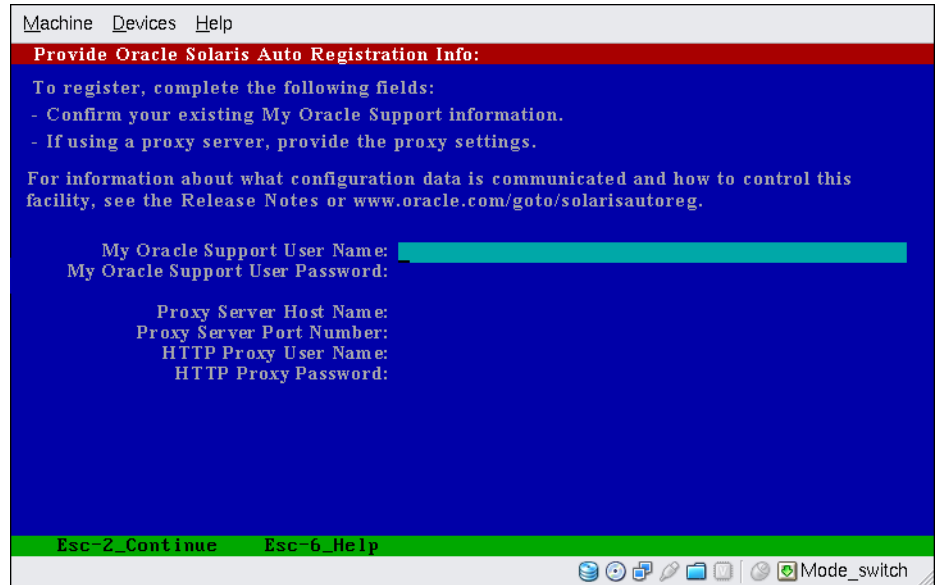 Machine Devices Help
Provide Oracle Solaris Auto Registration Info:
To register, complete the following fields:
- Confirm your existing My Oracle Support information.
- If using a proxy server, provide the proxy settings.
For information about what configuration data is communicated and how to control this
facility, see the Release Notes or www.oracle.com/goto/solarisautoreg.
My Oracle Support User Name:
My Oracle Support User Password:
Proxy Server Host Name:
Proxy Server Port Number:
HTTP Proxy User Name:
HTTP Proxy Password:
Esc-2_Continue Esc-6_Help
Mode_switch